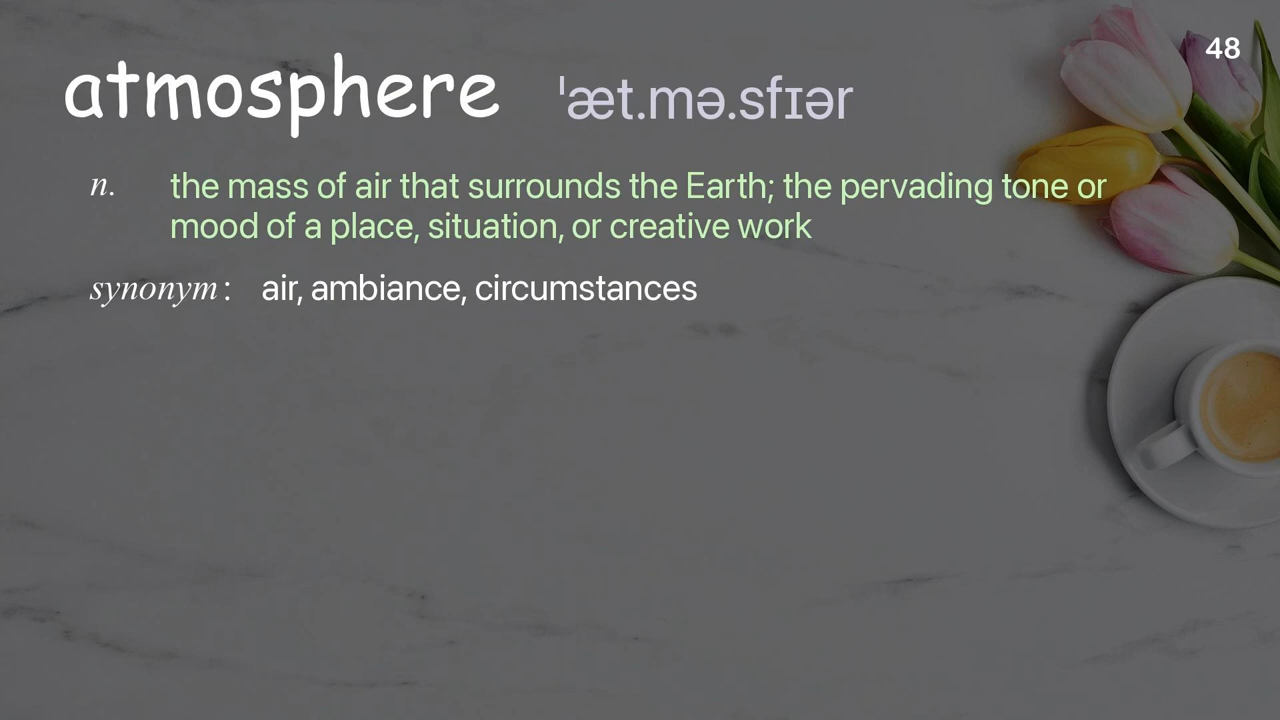 48
atmosphere ˈæt.mə.sfɪər
n. the mass of air that surrounds the Earth; the pervading tone or
mood of a place, situation, or creative work
synonym : air, ambiance, circumstances